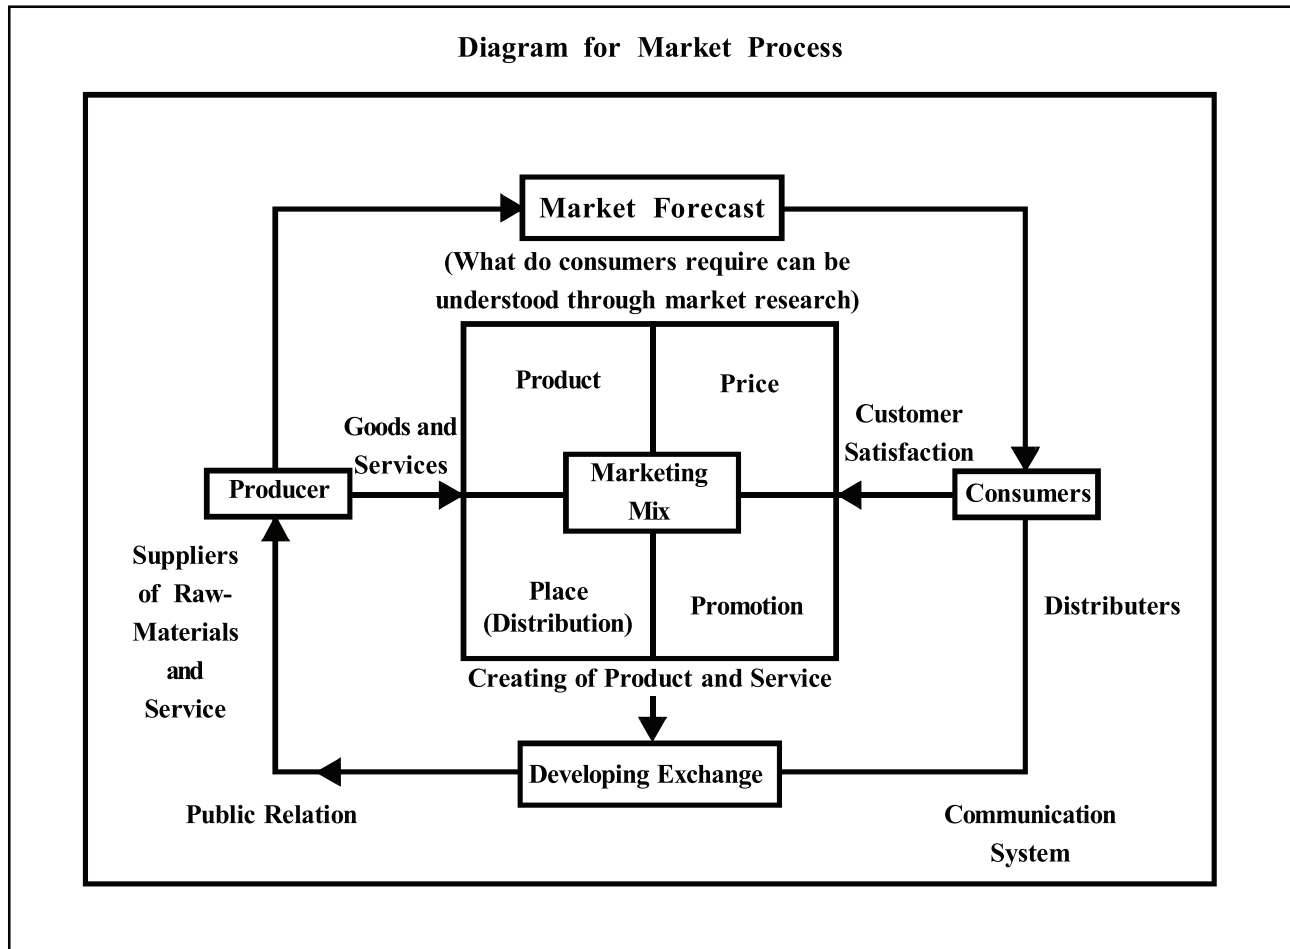 Diagram for Market Process
Market Forecast
(What do consumers require can be
understood through market research)
Product
Price
Goods and
Services
Customer
Satisfaction
Producer
Marketing
Mix
Consumers
Suppliers
of Raw-
Materials
and
Service
Place
(Distribution)
Promotion
Distributers
Creating of Product and Service
Developing Exchange
Public Relation
Communication
System